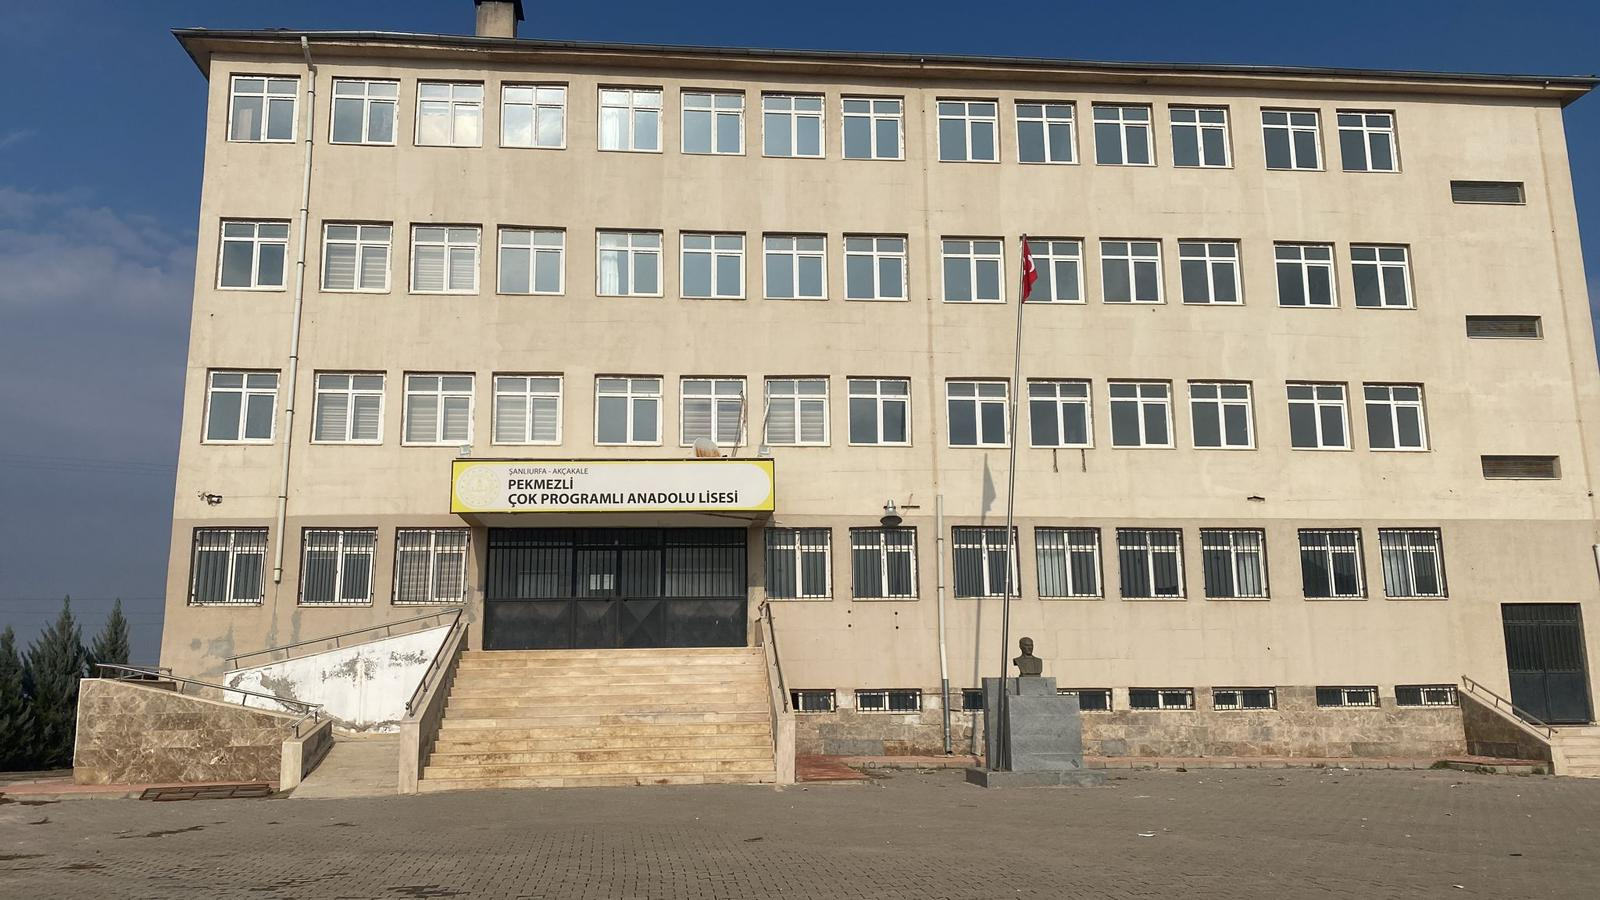 ŞANLIURFA - AKÇAKALE
PEKMEZLİ
ÇOK PROGRAMLI ANADOLU LİSESİ